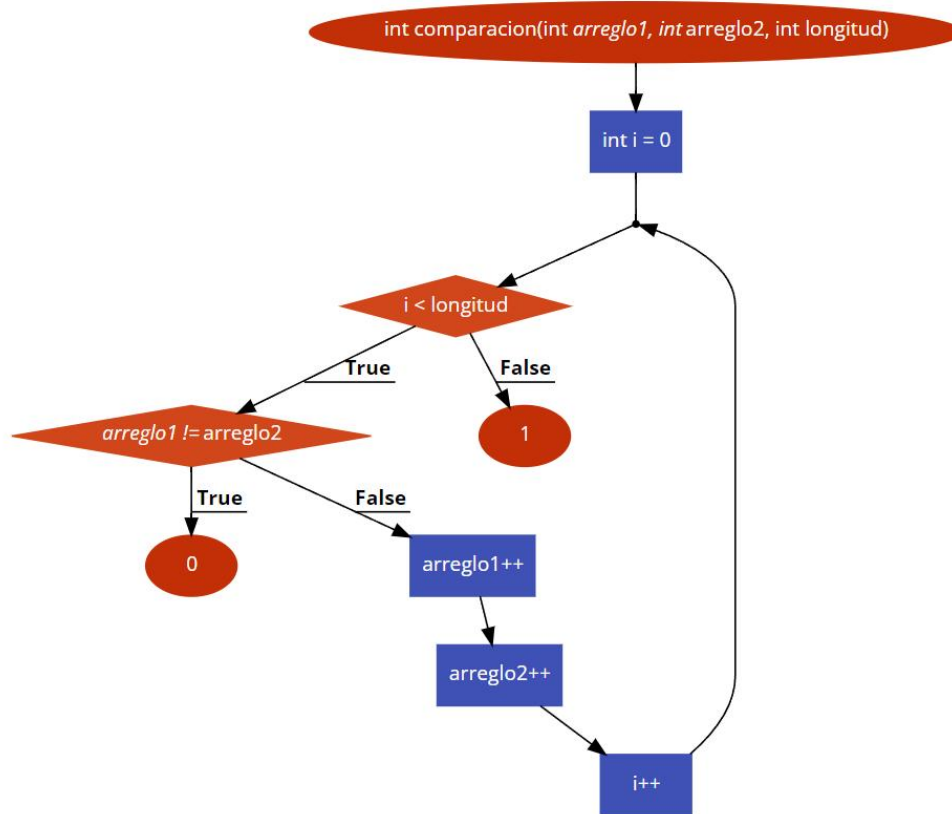 int comparacion(int arreglo1, int arreglo2, int longitud)
int i = 0
i < longitud
True
False
arreglo1 != arreglo2
1
True
False
0
arreglo1++
arreglo2++
i++